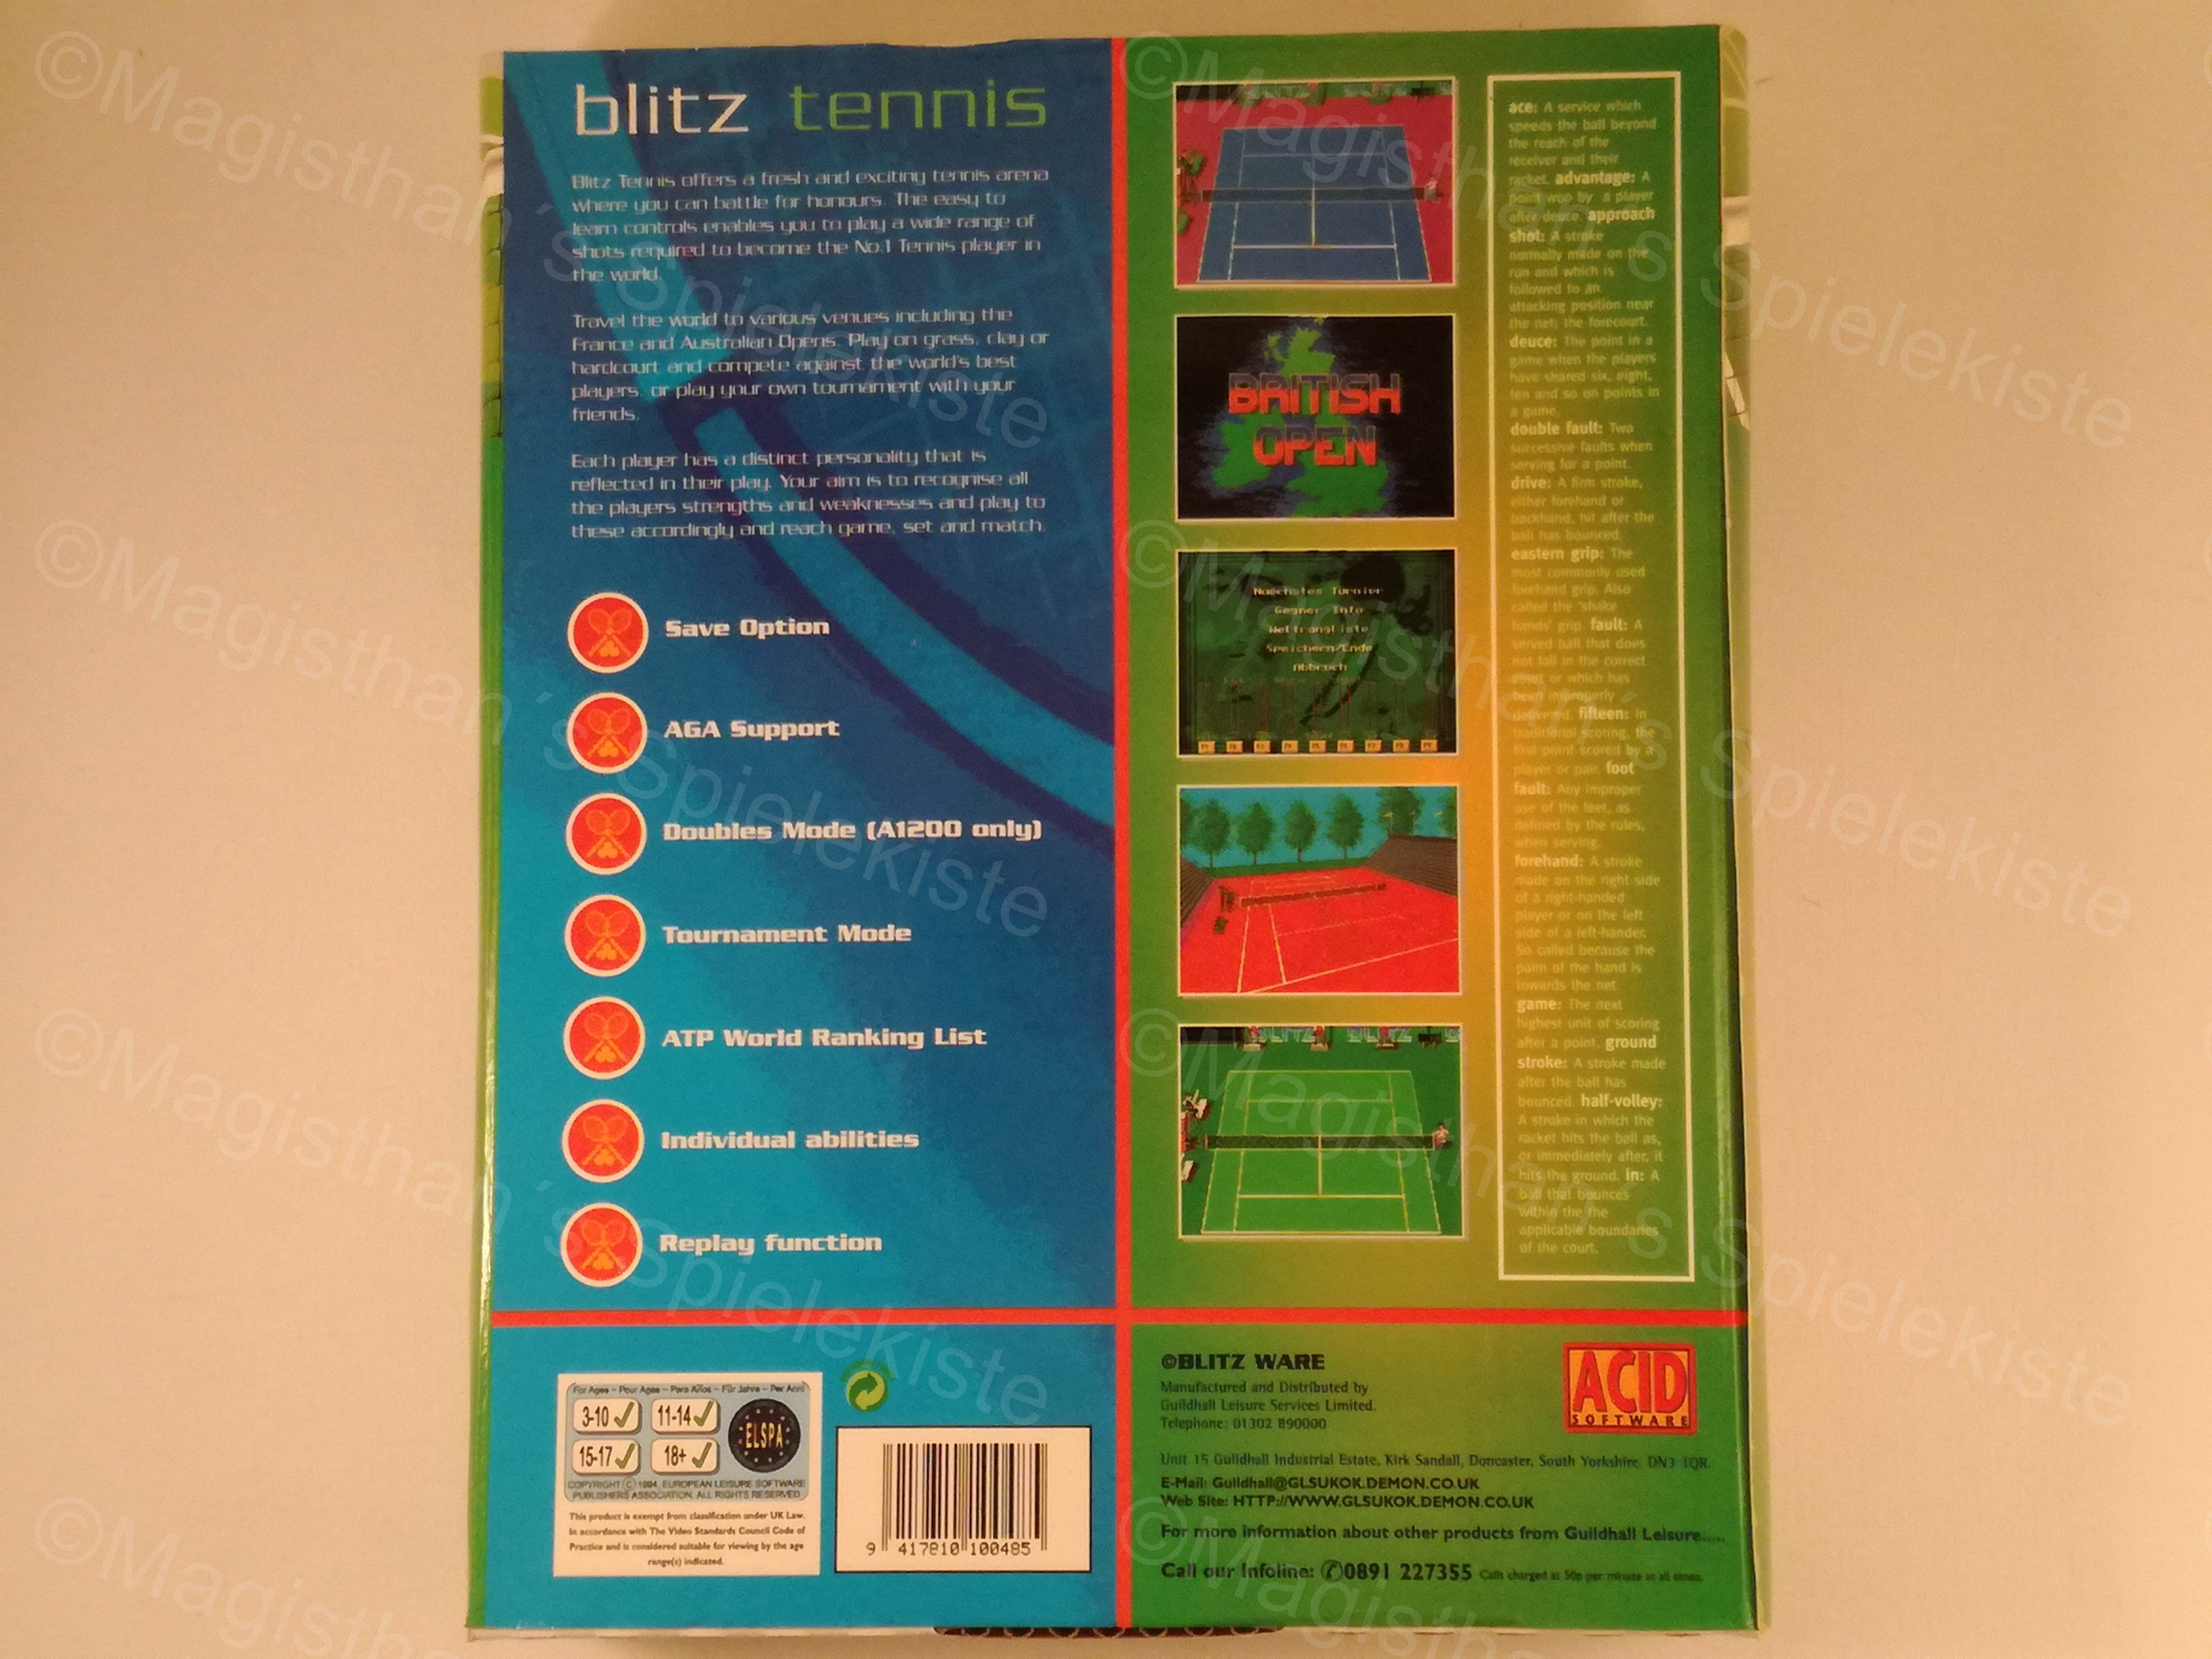 blitz tennis
Blitz Tennis offers a fresh and exciting tennis arena
where you can battle for honours. The easy to
learn controls enables you to play a wide range of
shots required to become the No.1 Tennis player in
the world.
Travel the world to various venues including the
France and Australian Opens. Play on grass, clay or
hardcourt and compete against the world's best
players, or play your own tournament with your
friends.
Each player has a distinct personality that is
reflected in their play. Your aim is to recognise all
the players strengths and weaknesses and play to
these accordingly and reach game, set and match.
Save Option
AGA Support
Doubles Mode (A1200 only)
Tournament Mode
ATP World Ranking List
Individual abilities
Replay function
For Ages - Pour Ages - Para Años - Für Jahre - Per Anni
3-10 11-14
15-17 18+
ELSPA
COPYRIGHT © 1994, EUROPEAN LEISURE SOFTWARE
PUBLISHERS ASSOCIATION. ALL RIGHTS RESERVED
This product is exempt from classification under UK Law.
In accordance with The Video Standards Council Code of
Practice and is considered suitable for viewing by the age
range(s) indicated.
9 417810 100485
BRITISH
OPEN
Naechstes Turnier
Gegner Info
Weltrangliste
Speichern/Ende
Abbruch
BLITZ
ace: A service which
speeds the ball beyond
the reach of the
receiver and their
racket. advantage: A
point won by a player
after deuce. approach
shot: A stroke
normally made on the
run and which is
followed to an
attacking position near
the net; the forecourt.
deuce: The point in a
game when the players
have shared six, eight,
ten and so on points in
a game.
double fault: Two
successive faults when
serving for a point.
drive: A firm stroke,
either forehand or
backhand, hit after the
ball has bounced.
eastern grip: The
most commonly used
forehand grip. Also
called the 'shake
hands' grip. fault: A
served ball that does
not fall in the correct
court or which has
been improperly
delivered. fifteen: In
traditional scoring, the
first point scored by a
player or pair. foot
fault: Any improper
use of the feet, as
defined by the rules,
when serving.
forehand: A stroke
made on the right side
of a right-handed
player or on the left
side of a left-hander.
So called because the
palm of the hand is
towards the net.
game: The next
highest unit of scoring
after a point. ground
stroke: A stroke made
after the ball has
bounced. half-volley:
A stroke in which the
racket hits the ball as,
or immediately after, it
hits the ground. in: A
ball that bounces
within the the
applicable boundaries
of the court.
©BLITZ WARE
Manufactured and Distributed by
Guildhall Leisure Services Limited.
Telephone: 01302 890000
ACID
SOFTWARE
Unit 15 Guildhall Industrial Estate, Kirk Sandall, Doncaster, South Yorkshire. DN3 1QR.
E-Mail: Guildhall@GLSUKOK.DEMON.CO.UK
Web Site: HTTP://WWW.GLSUKOK.DEMON.CO.UK
For more information about other products from Guildhall Leisure.....
Call our Infoline: ✆0891 227355 Calls charged at 50p per minute at all times.
©Magisthan´s Spielekiste
©Magisthan´s Spielekiste
©Magisthan´s Spielekiste
©Magisthan´s Spielekiste
©Magisthan´s Spielekiste
©Magisthan´s Spielekiste
©Magisthan
©Magisthan